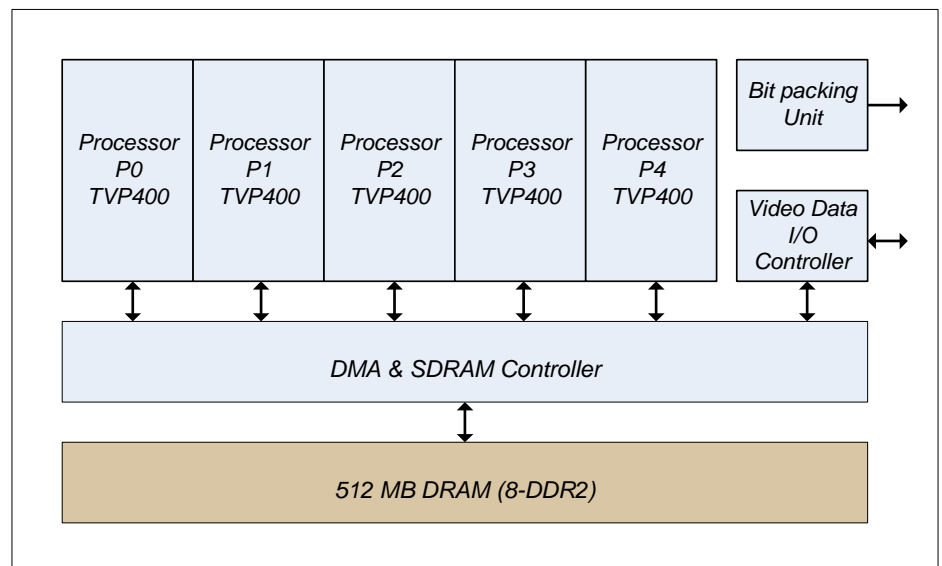 Processor
P0
TVP400
Processor
P1
TVP400
Processor
P2
TVP400
Processor
P3
TVP400
Processor
P4
TVP400
Bit packing
Unit
Video Data
I/O
Controller
DMA & SDRAM Controller
512 MB DRAM (8-DDR2)